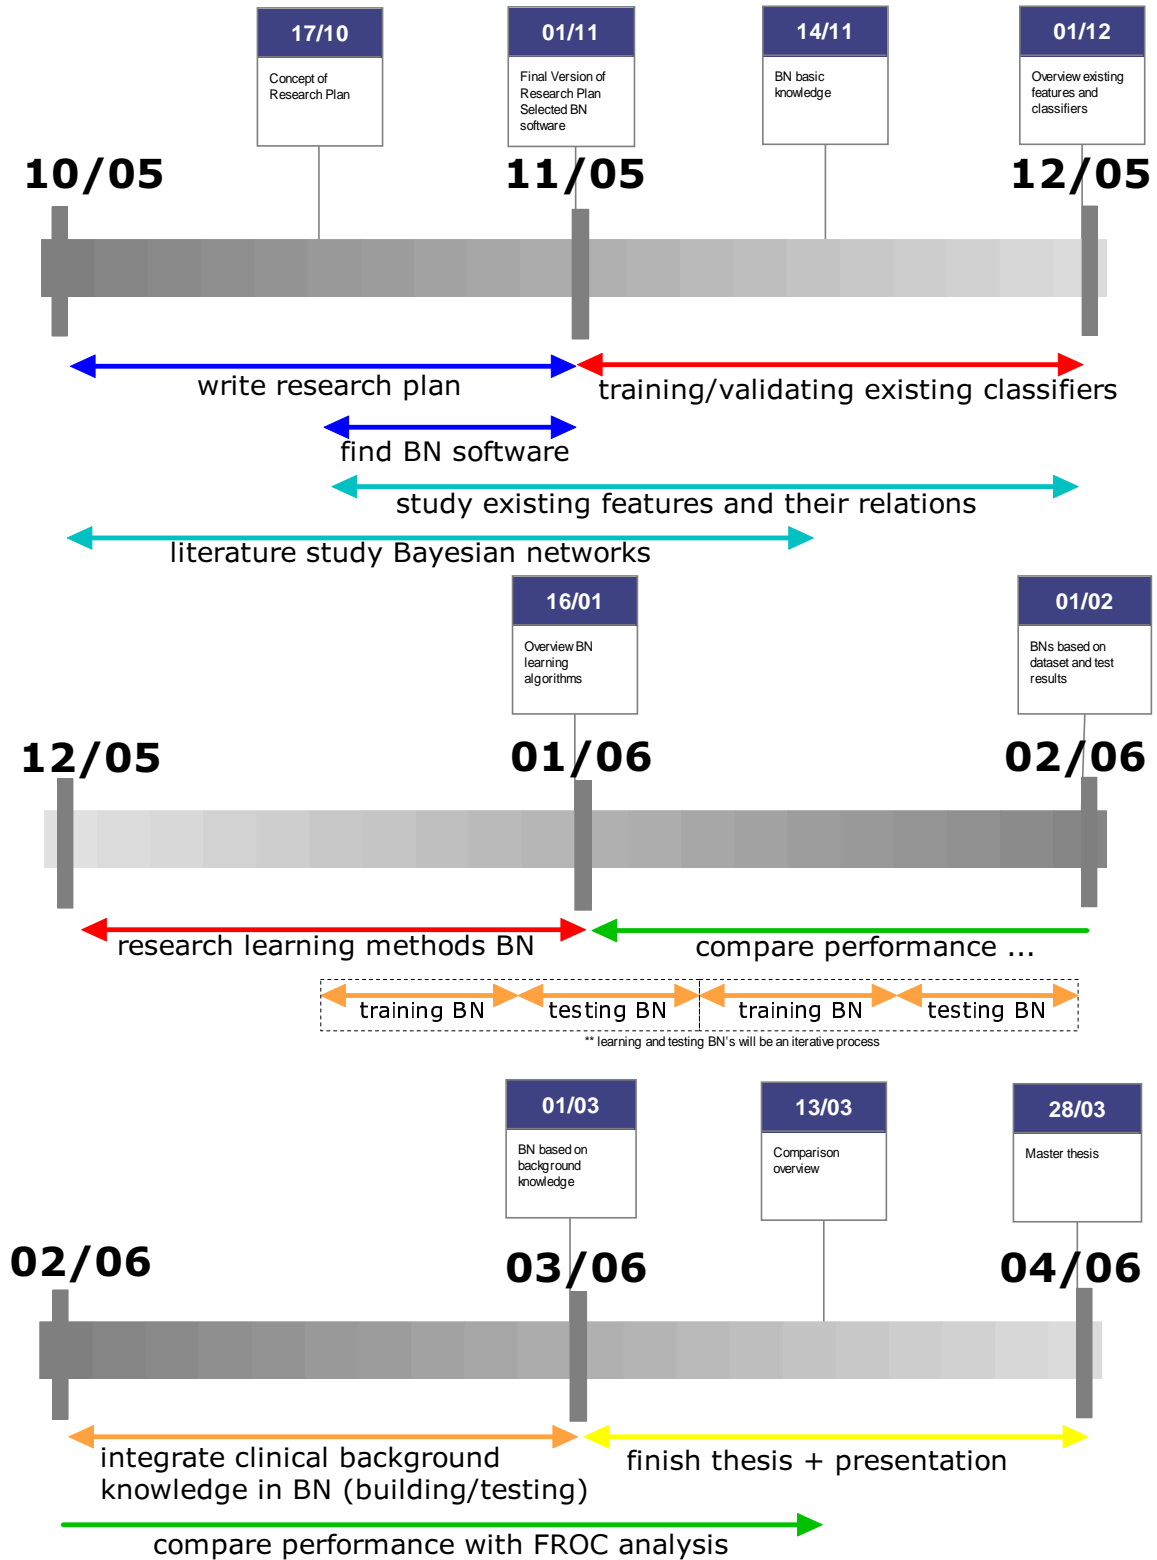 17/10
Concept of
Research Plan
01/11
Final Version of
Research Plan
Selected BN
software
14/11
BN basic
knowledge
01/12
Overview existing
features and
classifiers
10/05
11/05
12/05
write research plan
training/validating existing classifiers
find BN software
study existing features and their relations
literature study Bayesian networks
16/01
Overview BN
learning
algorithms
01/02
BNs based on
dataset and test
results
12/05
01/06
02/06
research learning methods BN
compare performance ...
training BN
testing BN
training BN
testing BN
** learning and testing BN's will be an iterative process
01/03
BN based on
background
knowledge
13/03
Comparison
overview
28/03
Master thesis
02/06
03/06
04/06
integrate clinical background
knowledge in BN (building/testing)
finish thesis + presentation
compare performance with FROC analysis